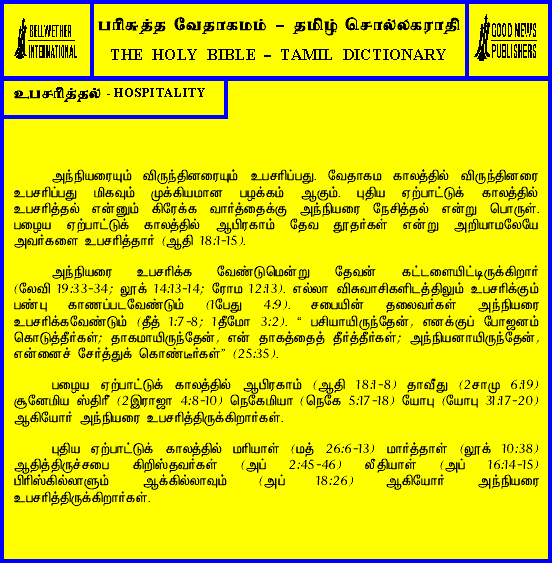 BELLWETHER
INTERNATIONAL
பரிசுத்த வேதாகமம் - தமிழ் சொல்லகராதி
THE HOLY BIBLE - TAMIL DICTIONARY
GOOD NEWS
PUBLISHERS
உபசரித்தல் - HOSPITALITY
அந்நியரையும் விருந்தினரையும் உபசரிப்பது. வேதாகம காலத்தில் விருந்தினரை
உபசரிப்பது மிகவும் முக்கியமான பழக்கம் ஆகும். புதிய ஏற்பாட்டுக் காலத்தில்
உபசரித்தல் என்னும் கிரேக்க வார்த்தைக்கு அந்நியரை நேசித்தல் என்று பொருள்.
பழைய ஏற்பாட்டுக் காலத்தில் ஆபிரகாம் தேவ தூதர்கள் என்று அறியாமலேயே
அவர்களை உபசரித்தார் (ஆதி 18:1-15).
அந்நியரை உபசரிக்க வேண்டுமென்று தேவன் கட்டளையிட்டிருக்கிறார்
(லேவி 19:33-34; லூக் 14:13-14; ரோம 12:13). எல்லா விசுவாசிகளிடத்திலும் உபசரிக்கும்
பண்பு காணப்படவேண்டும் (1பேது 4:9). சபையின் தலைவர்கள் அந்நியரை
உபசரிக்கவேண்டும் (தீத் 1:7-8; 1தீமோ 3:2). “ பசியாயிருந்தேன், எனக்குப் போஜனம்
கொடுத்தீர்கள்; தாகமாயிருந்தேன், என் தாகத்தைத் தீர்த்தீர்கள்; அந்நியனாயிருந்தேன்,
என்னைச் சேர்த்துக் கொண்டீர்கள்” (25:35).
பழைய ஏற்பாட்டுக் காலத்தில் ஆபிரகாம் (ஆதி 18:1-8) தாவீது (2சாமு 6:19)
சூனேமிய ஸ்திரீ (2இராஜா 4:8-10) நெகேமியா (நெகே 5:17-18) யோபு (யோபு 31:17-20)
ஆகியோர் அந்நியரை உபசரித்திருக்கிறார்கள்.
புதிய ஏற்பாட்டுக் காலத்தில் மரியாள் (மத் 26:6-13) மார்த்தாள் (லூக் 10:38)
ஆதித்திருச்சபை கிறிஸ்தவர்கள் (அப் 2:45-46) லீதியாள் (அப் 16:14-15)
பிரிஸ்கில்லாளும் ஆக்கில்லாவும் (அப் 18:26) ஆகியோர் அந்நியரை
உபசரித்திருக்கிறார்கள்.